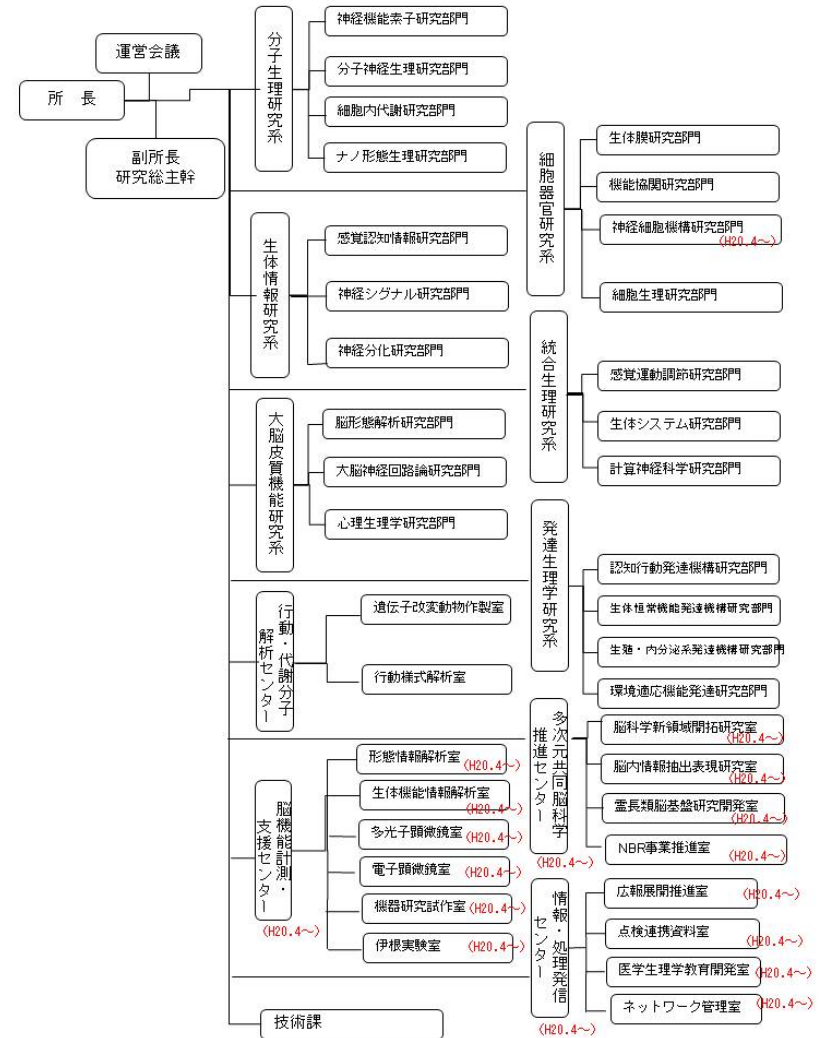 所　長
運営会議
副所長
研究総主幹
分子生理研究系
神経機能素子研究部門
分子神経生理研究部門
細胞内代謝研究部門
ナノ形態生理研究部門
細胞器官研究系
生体膜研究部門
機能協関研究部門
神経細胞機構研究部門
(H20.4～)
細胞生理研究部門
生体情報研究系
感覚認知情報研究部門
神経シグナル研究部門
神経分化研究部門
統合生理研究系
感覚運動調節研究部門
生体システム研究部門
計算神経科学研究部門
大脳皮質機能研究系
脳形態解析研究部門
大脳神経回路論研究部門
心理生理学研究部門
発達生理学研究系
認知行動発達機構研究部門
生体恒常機能発達機構研究部門
生殖・内分泌系発達機構研究部門
環境適応機能発達研究部門
行動・代謝分子
解析センター
遺伝子改変動物作製室
行動様式解析室
多次元共同脳科学
推進センター
(H20.4～)
脳科学新領域開拓研究室
(H20.4～)
脳内情報抽出表現研究室
(H20.4～)
霊長類脳基盤研究開発室
(H20.4～)
NBR事業推進室
(H20.4～)
脳機能計測・
支援センター
(H20.4～)
形態情報解析室
(H20.4～)
生体機能情報解析室
(H20.4～)
多光子顕微鏡室
(H20.4～)
電子顕微鏡室
(H20.4～)
機器研究試作室
(H20.4～)
伊根実験室
(H20.4～)
情報・処理発信
センター
(H20.4～)
広報展開推進室
(H20.4～)
点検連携資料室
(H20.4～)
医学生理学教育開発室
(H20.4～)
ネットワーク管理室
(H20.4～)
技術課